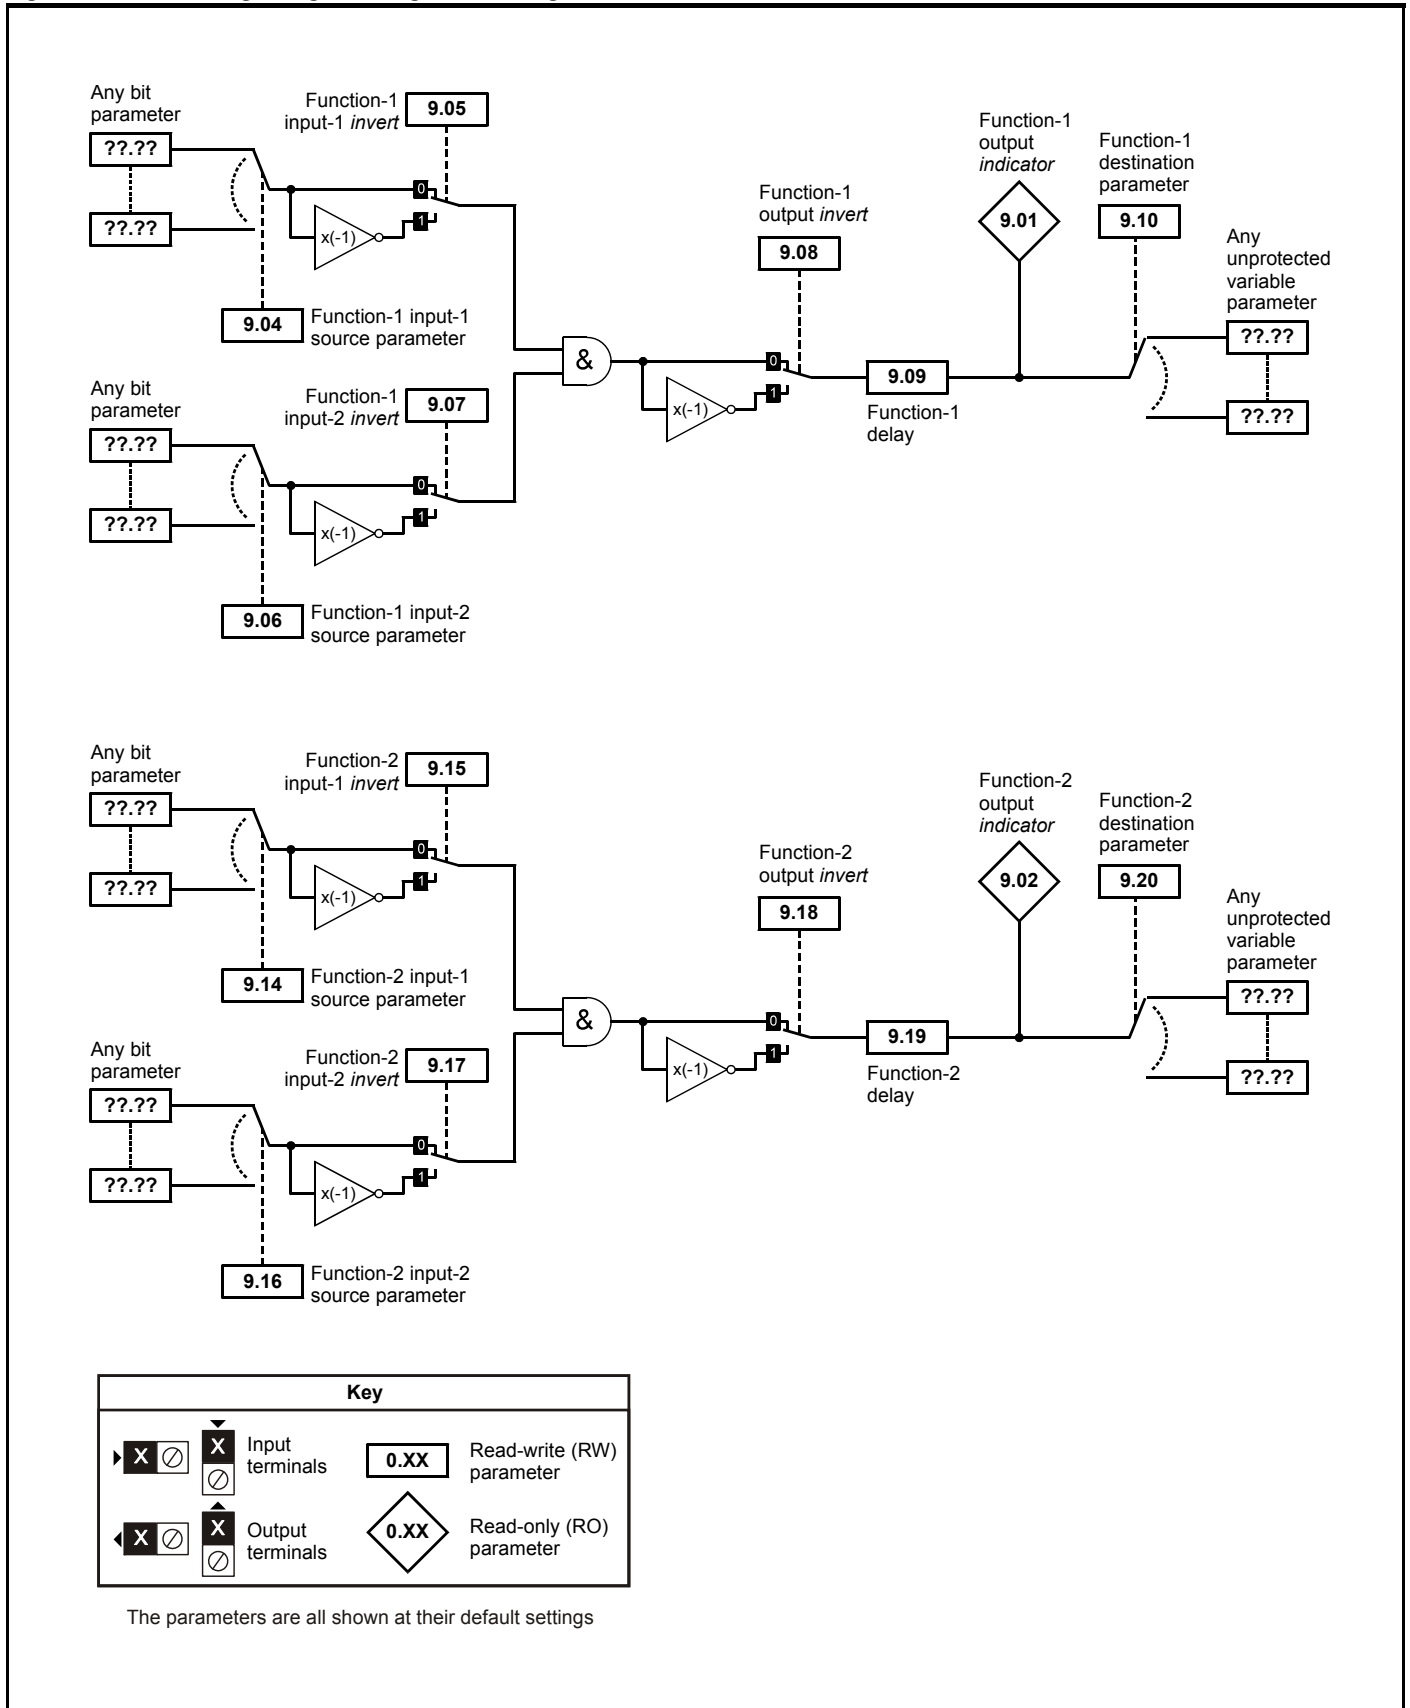 Any bit
parameter
??.??
??.??
Function-1
input-1 invert
9.05
0
1
x(-1)
9.04
Function-1 input-1
source parameter
Any bit
parameter
??.??
??.??
Function-1
input-2 invert
9.07
0
1
x(-1)
9.06
Function-1 input-2
source parameter
&
Function-1
output invert
9.08
0
1
x(-1)
9.09
Function-1
delay
Function-1
output
indicator
9.01
Function-1
destination
parameter
9.10
Any
unprotected
variable
parameter
??.??
??.??
Any bit
parameter
??.??
??.??
Function-2
input-1 invert
9.15
0
1
x(-1)
9.14
Function-2 input-1
source parameter
Any bit
parameter
??.??
??.??
Function-2
input-2 invert
9.17
0
1
x(-1)
9.16
Function-2 input-2
source parameter
&
Function-2
output invert
9.18
0
1
x(-1)
9.19
Function-2
delay
Function-2
output
indicator
9.02
Function-2
destination
parameter
9.20
Any
unprotected
variable
parameter
??.??
??.??
Key
X
X
Input
terminals
0.XX
Read-write (RW)
parameter
X
X
Output
terminals
0.XX
Read-only (RO)
parameter
The parameters are all shown at their default settings